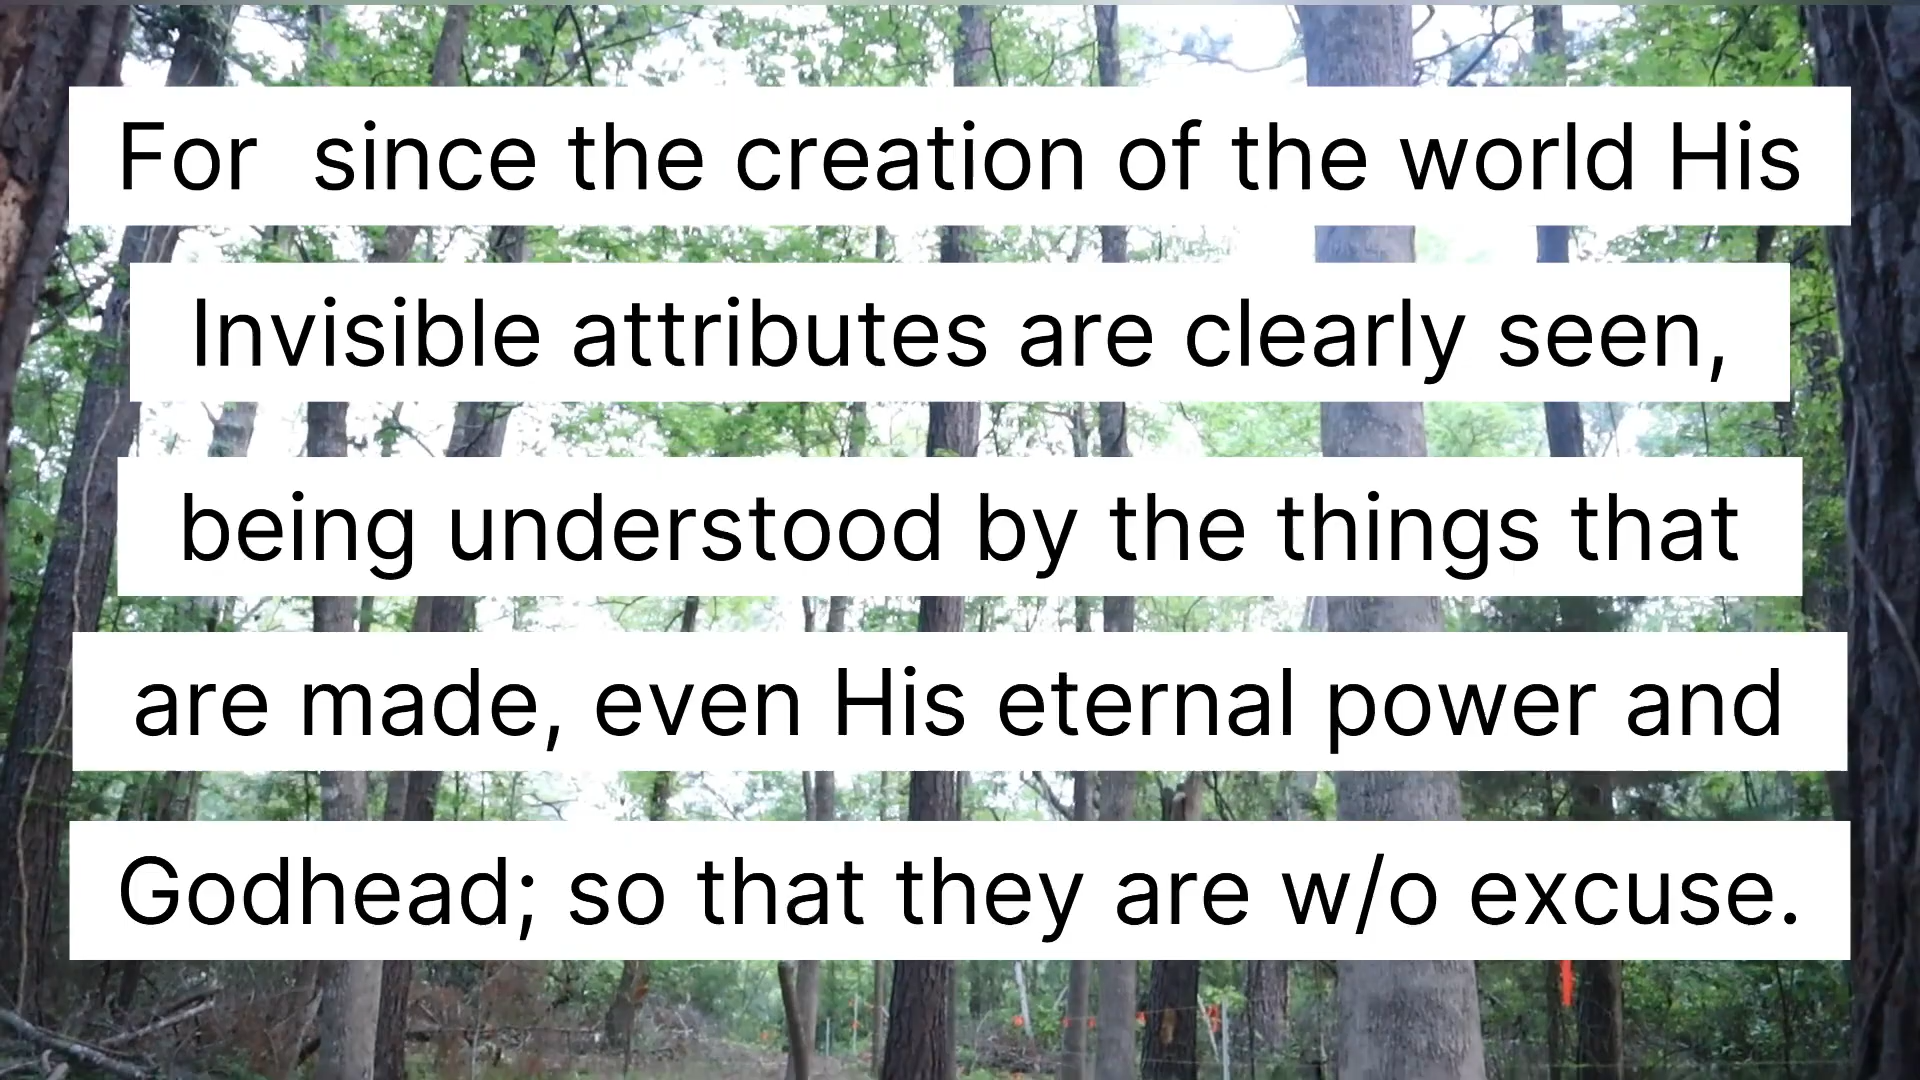 For  since the creation of the world His
Invisible attributes are clearly seen,
being understood by the things that
are made, even His eternal power and
Godhead; so that they are w/o excuse.